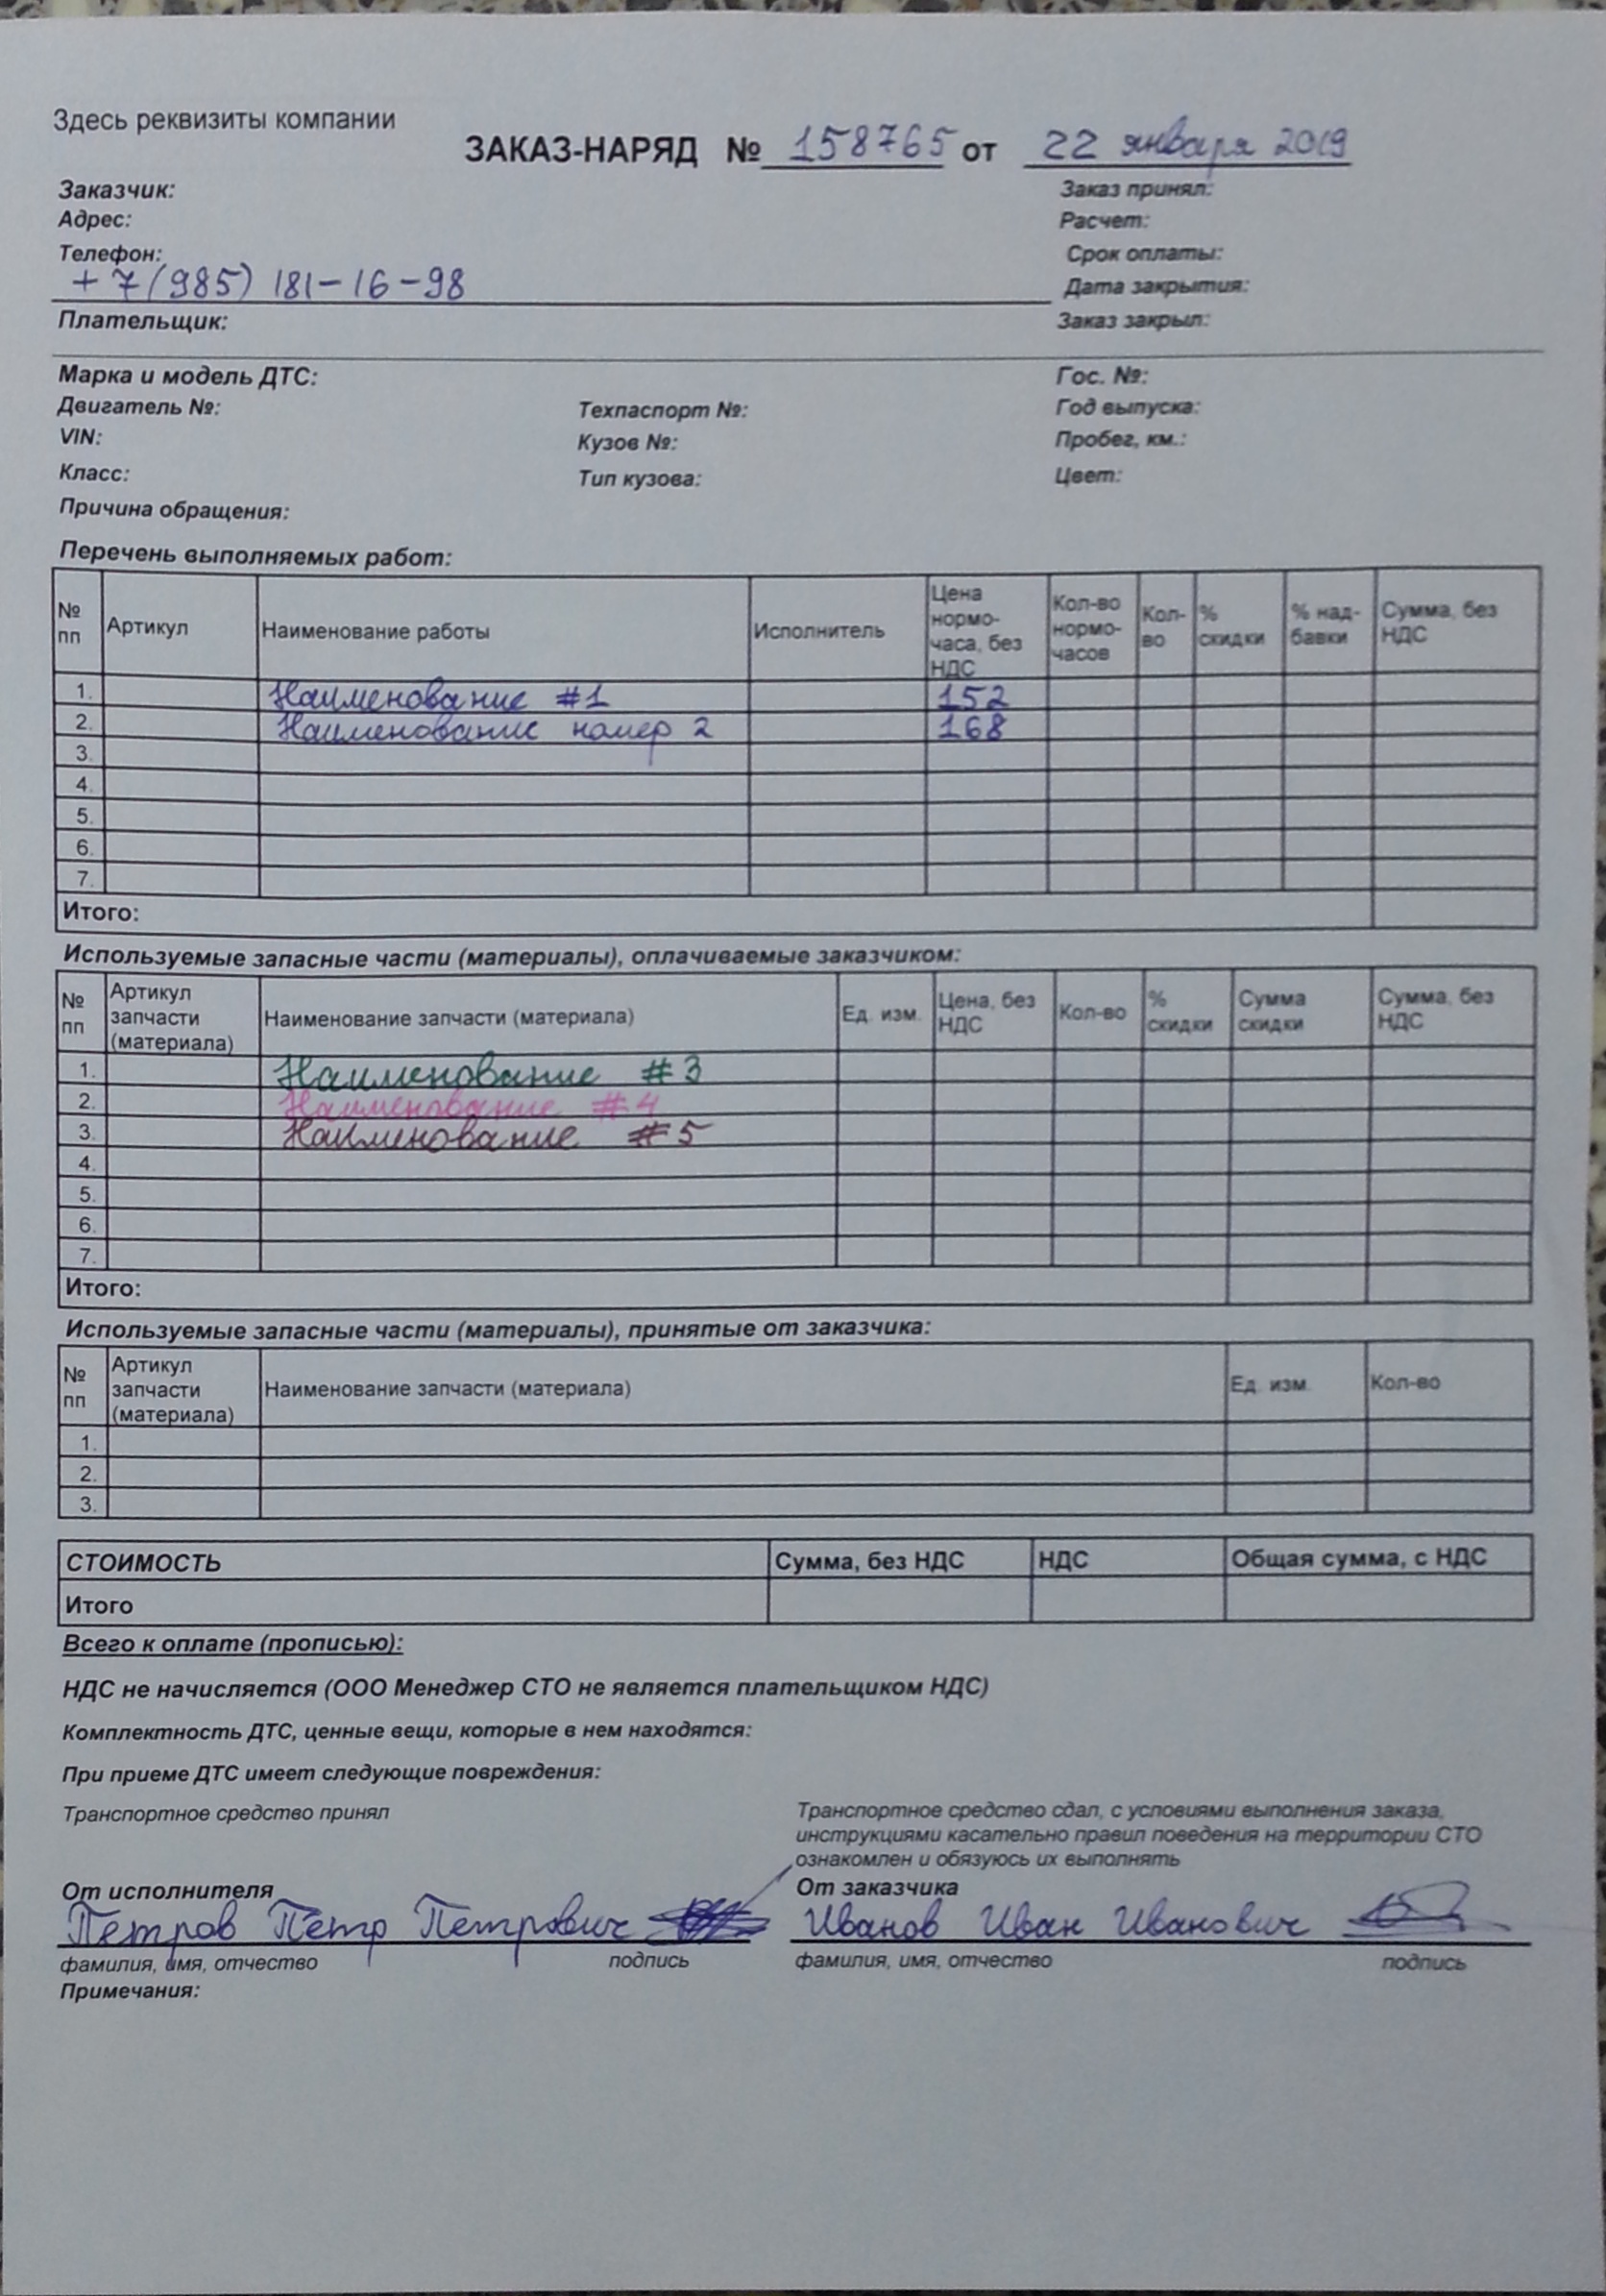 Здесь реквизиты компании
ЗАКАЗ-НАРЯД № 158765 от 22 января 2019
Заказчик: Заказ принял:
Адрес: Расчет:
Телефон: Срок оплаты:
+7(985) 181-16-98 Дата закрытия:
Плательщик: Заказ закрыл:
Марка и модель ДТС: Гос. №:
Двигатель №: Техпаспорт №: Год выпуска:
VIN: Кузов №: Пробег, км.:
Класс: Тип кузова: Цвет:
Причина обращения:
Перечень выполняемых работ:
№ пп Артикул Наименование работы Исполнитель Цена нормо-часа, без НДС Кол-во нормо-часов Кол-во % скидки % над-бавки Сумма, без НДС
1. Наименование #1 152
2. Наименование номер 2 168
3.
4.
5.
6.
7.
Итого:
Используемые запасные части (материалы), оплачиваемые заказчиком:
№ пп Артикул запчасти (материала) Наименование запчасти (материала) Ед. изм. Цена, без НДС Кол-во % скидки Сумма скидки Сумма, без НДС
1. Наименование #3
2. Наименование #4
3. Наименование #5
4.
5.
6.
7.
Итого:
Используемые запасные части (материалы), принятые от заказчика:
№ пп Артикул запчасти (материала) Наименование запчасти (материала) Ед. изм. Кол-во
1.
2.
3.
СТОИМОСТЬ Сумма, без НДС НДС Общая сумма, с НДС
Итого
Всего к оплате (прописью):
НДС не начисляется (ООО Менеджер СТО не является плательщиком НДС)
Комплектность ДТС, ценные вещи, которые в нем находятся:
При приеме ДТС имеет следующие повреждения:
Транспортное средство принял
Транспортное средство сдал, с условиями выполнения заказа,
инструкциями касательно правил поведения на территории СТО
ознакомлен и обязуюсь их выполнять
От исполнителя От заказчика
Петров Петр Петрович Иванов Иван Иванович
фамилия, имя, отчество подпись фамилия, имя, отчество подпись
Примечания: